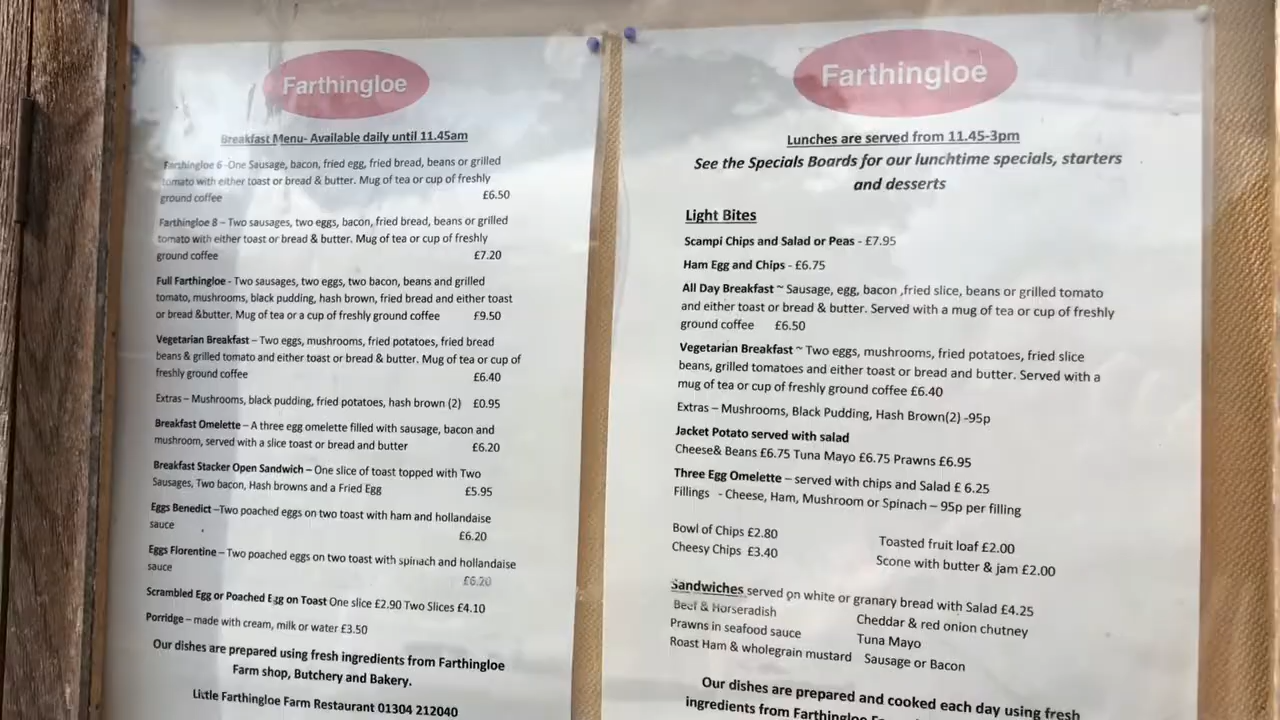 Farthingloe
Breakfast Menu- Available daily until 11.45am
Farthingloe 6 -One Sausage, bacon, fried egg, fried bread, beans or grilled
tomato with either toast or bread & butter. Mug of tea or cup of freshly
ground coffee £6.50
Farthingloe 8 – Two sausages, two eggs, bacon, fried bread, beans or grilled
tomato with either toast or bread & butter. Mug of tea or cup of freshly
ground coffee £7.20
Full Farthingloe - Two sausages, two eggs, two bacon, beans and grilled
tomato, mushrooms, black pudding, hash brown, fried bread and either toast
or bread &butter. Mug of tea or a cup of freshly ground coffee £9.50
Vegetarian Breakfast – Two eggs, mushrooms, fried potatoes, fried bread
beans & grilled tomato and either toast or bread & butter. Mug of tea or cup of
freshly ground coffee £6.40
Extras – Mushrooms, black pudding, fried potatoes, hash brown (2) £0.95
Breakfast Omelette – A three egg omelette filled with sausage, bacon and
mushroom, served with a slice toast or bread and butter £6.20
Breakfast Stacker Open Sandwich – One slice of toast topped with Two
Sausages, Two bacon, Hash browns and a Fried Egg £5.95
Eggs Benedict –Two poached eggs on two toast with ham and hollandaise
sauce £6.20
Eggs Florentine – Two poached eggs on two toast with spinach and hollandaise
sauce £6.20
Scrambled Egg or Poached Egg on Toast One slice £2.90 Two Slices £4.10
Porridge – made with cream, milk or water £3.50
Our dishes are prepared using fresh ingredients from Farthingloe
Farm shop, Butchery and Bakery.
Little Farthingloe Farm Restaurant 01304 212040
Farthingloe
Lunches are served from 11.45-3pm
See the Specials Boards for our lunchtime specials, starters
and desserts
Light Bites
Scampi Chips and Salad or Peas - £7.95
Ham Egg and Chips - £6.75
All Day Breakfast ~ Sausage, egg, bacon ,fried slice, beans or grilled tomato
and either toast or bread & butter. Served with a mug of tea or cup of freshly
ground coffee £6.50
Vegetarian Breakfast ~ Two eggs, mushrooms, fried potatoes, fried slice
beans, grilled tomatoes and either toast or bread and butter. Served with a
mug of tea or cup of freshly ground coffee £6.40
Extras – Mushrooms, Black Pudding, Hash Brown(2) -95p
Jacket Potato served with salad
Cheese& Beans £6.75 Tuna Mayo £6.75 Prawns £6.95
Three Egg Omelette – served with chips and Salad £ 6.25
Fillings - Cheese, Ham, Mushroom or Spinach – 95p per filling
Bowl of Chips £2.80 Toasted fruit loaf £2.00
Cheesy Chips £3.40 Scone with butter & jam £2.00
Sandwiches served on white or granary bread with Salad £4.25
Beef & Horseradish Cheddar & red onion chutney
Prawns in seafood sauce Tuna Mayo
Roast Ham & wholegrain mustard Sausage or Bacon
Our dishes are prepared and cooked each day using fresh
ingredients from Farthingloe